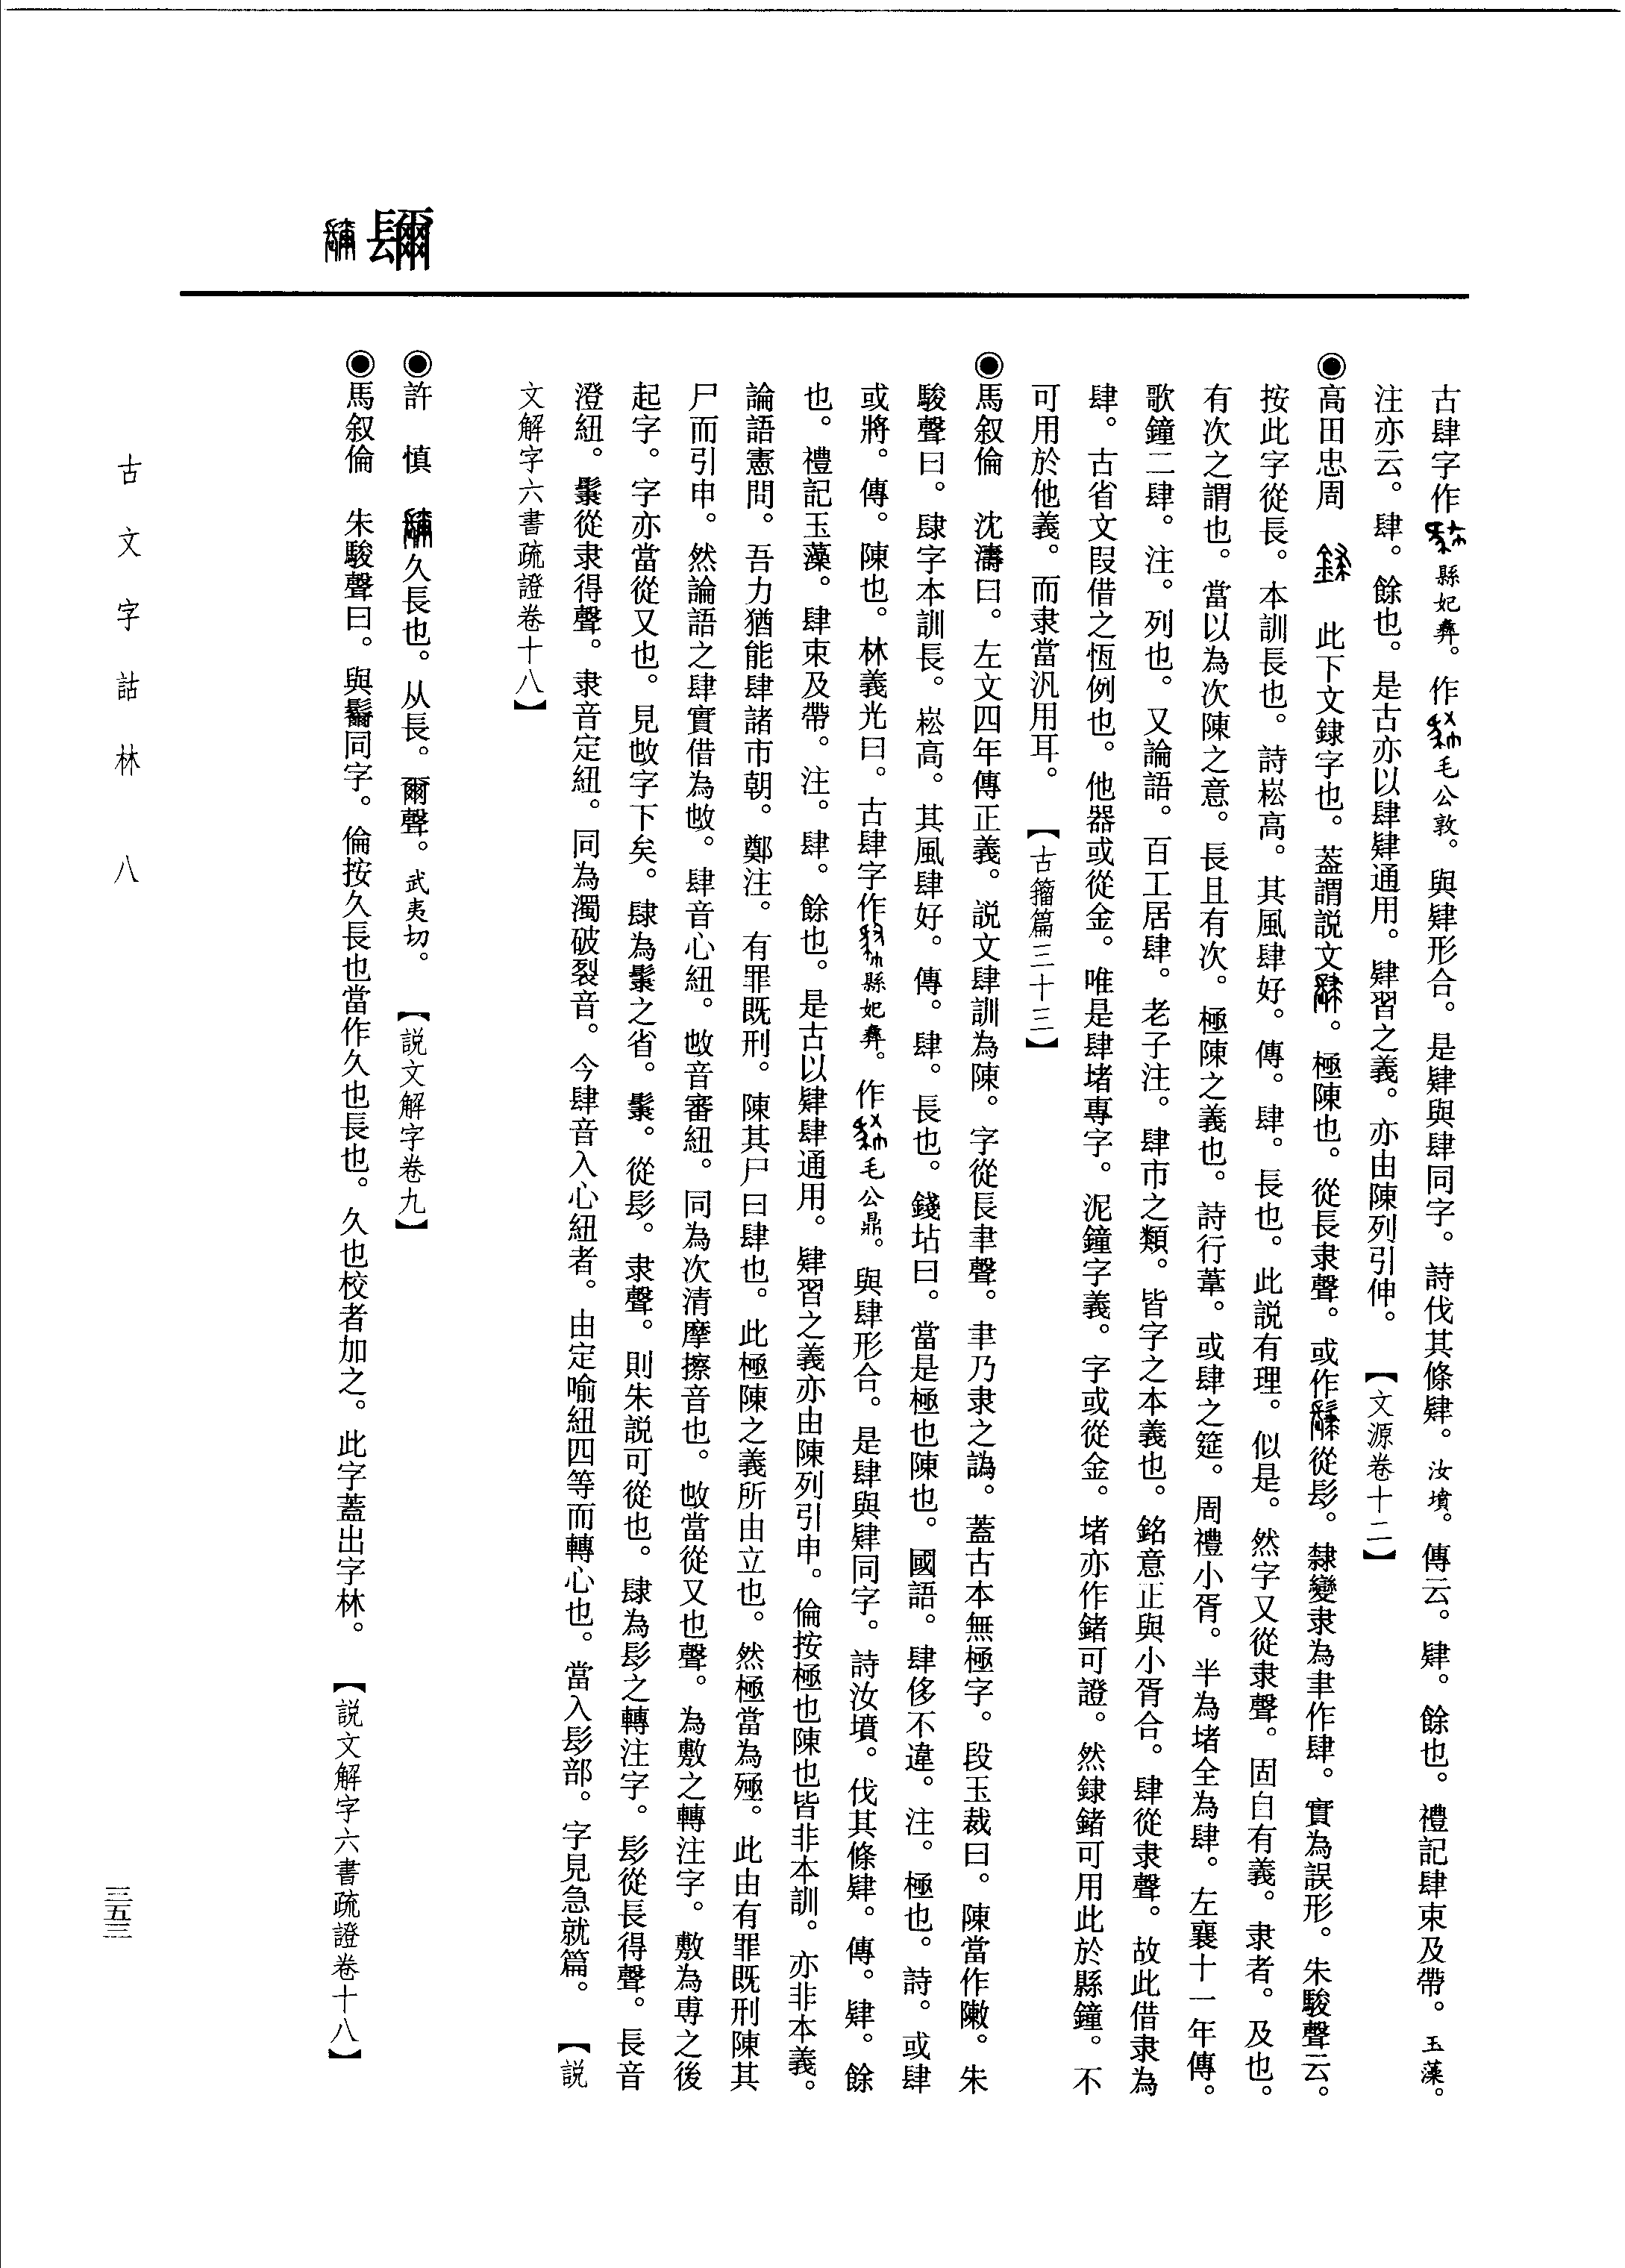 镾
古肆字作縣妃彝。作毛公敦。與肄形合。是肄與肆同字。詩伐其條肄。汝墳。傳云。肄。餘也。禮記肆束及帶。玉藻。
注亦云。肆。餘也。是古亦以肆肄通用。肄習之義。亦由陳列引伸。　【文源卷十二】
◉高田忠周　此下文鍨字也。葢謂説文。極陳也。從長隶聲。或作從髟。隸變隶為聿作肆。實為誤形。朱駿聲云。
按此字從長。本訓長也。詩崧高。其風肆好。傳。肆。長也。此説有理。似是。然字又從隶聲。固自有義。隶者。及也。
有次之謂也。當以為次陳之意。長且有次。極陳之義也。詩行葦。或肆之筵。周禮小胥。半為堵全為肆。左襄十一年傳。
歌鐘二肆。注。列也。又論語。百工居肆。老子注。肆市之類。皆字之本義也。銘意正與小胥合。肆從隶聲。故此借隶為
肆。古省文叚借之恆例也。他器或從金。唯是肆堵專字。泥鐘字義。字或從金。堵亦作鍺可證。然鍺可用此於縣鐘。不
可用於他義。而隶當汎用耳。　【古籀篇三十三】
◉馬叙倫　沈濤曰。左文四年傳正義。説文肆訓為陳。字從長聿聲。聿乃隶之譌。蓋古本無極字。段玉裁曰。陳當作敶。朱
駿聲曰。肆字本訓長。崧高。其風肆好。傳。肆。長也。錢坫曰。當是極也陳也。國語。肆侈不違。注。極也。詩。或肆
或將。傳。陳也。林義光曰。古肆字作縣妃彝。作毛公鼎。與肄形合。是肆與肄同字。詩汝墳。伐其條肄。傳。肄。餘
也。禮記玉藻。肆束及帶。注。肆。餘也。是古以肄肆通用。肄習之義亦由陳列引申。倫按極也陳也皆非本訓。亦非本義。
論語憲問。吾力猶能肆諸市朝。鄭注。有罪既刑。陳其尸曰肆也。此極陳之義所由立也。然極當為殛。此由有罪既刑陳其
尸而引申。然論語之肆實借為㪃。肆音心紐。㪃音審紐。同為次清摩擦音也。㪃當從又也聲。為敷之轉注字。敷為尃之後
起字。字亦當從又也。見㪃字下矣。肆為之省。從髟。隶聲。則朱説可從也。肆為髟之轉注字。髟從長得聲。長音
澄紐。從隶得聲。隶音定紐。同為濁破裂音。今肆音入心紐者。由定喻紐四等而轉心也。當入髟部。字見急就篇。　【説
文解字六書疏證卷十八】
◉許　慎　久長也。从長。爾聲。武夷切。　【説文解字卷九】
◉馬叙倫　朱駿聲曰。與同字。倫按久長也當作久也長也。久也校者加之。此字蓋出字林。　【説文解字六書疏證卷十八】
古文字詁林　八
三五三